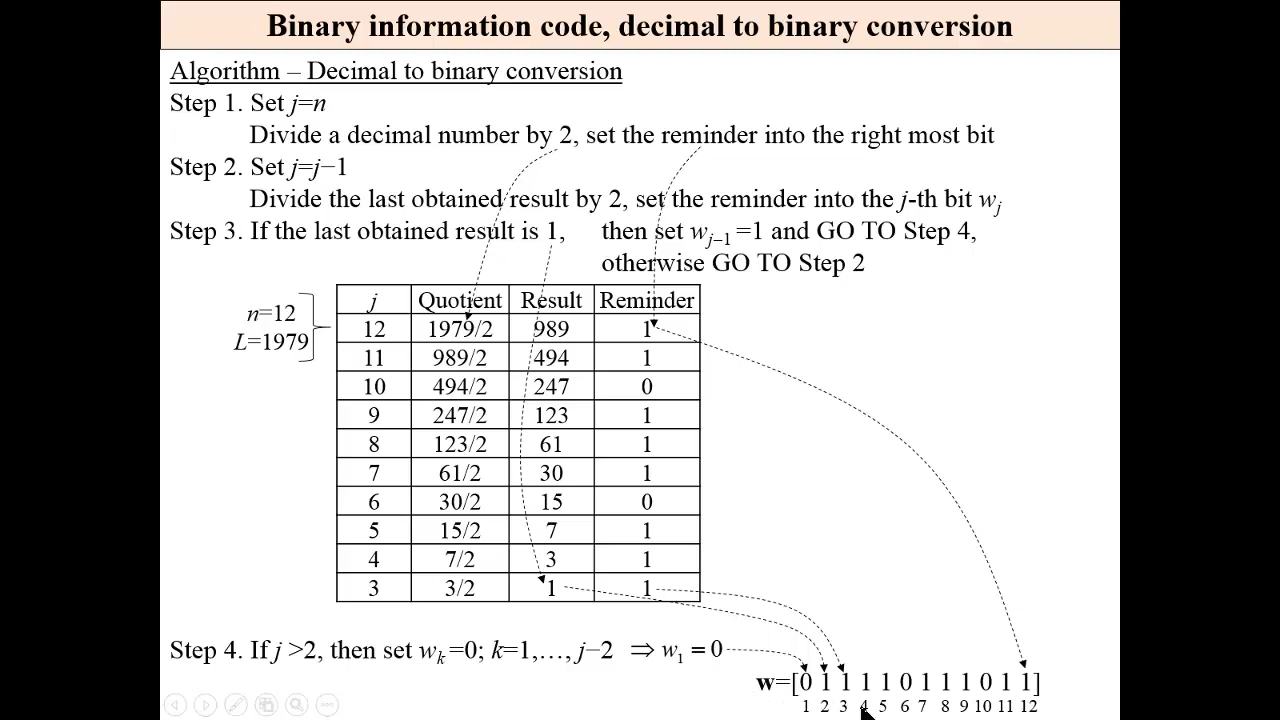 Binary information code, decimal to binary conversion
Algorithm – Decimal to binary conversion
Step 1. Set j=n
Divide a decimal number by 2, set the reminder into the right most bit
Step 2. Set j=j−1
Divide the last obtained result by 2, set the reminder into the j-th bit wj
Step 3. If the last obtained result is 1, then set wj−1=1 and GO TO Step 4,
otherwise GO TO Step 2
n=12
L=1979
j Quotient Result Reminder
12 1979/2 989 1
11 989/2 494 1
10 494/2 247 0
9 247/2 123 1
8 123/2 61 1
7 61/2 30 1
6 30/2 15 0
5 15/2 7 1
4 7/2 3 1
3 3/2 1 1
Step 4. If j >2, then set wk=0; k=1,…, j−2 ⇒ w1 = 0
w=[0 1 1 1 1 0 1 1 1 0 1 1]
1 2 3 4 5 6 7 8 9 10 11 12